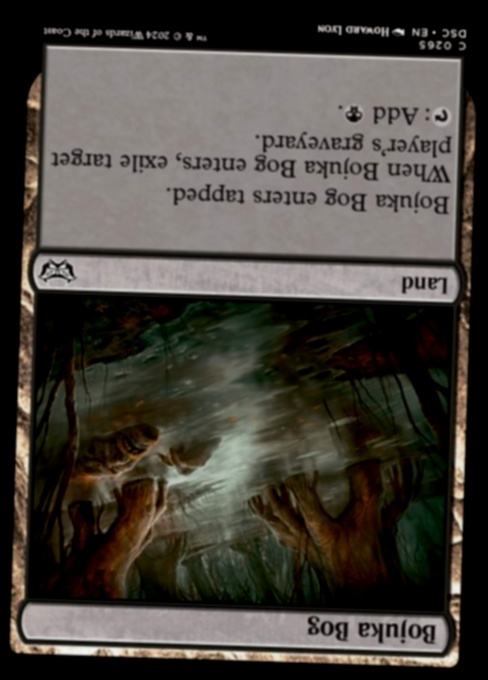 Bojuka Bog
Land
Bojuka Bog enters tapped.
When Bojuka Bog enters, exile target
player's graveyard.
: Add .
C 0265
DSC • EN Howard Lyon
™ & © 2024 Wizards of the Coast